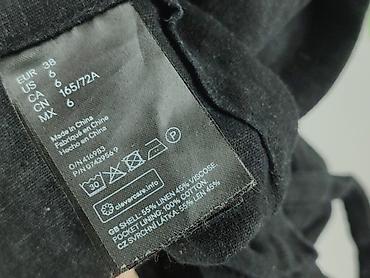 EUR 38
US 6
CA 6
CN 165/72A
MX 6
Made in China
Fabriqué en Chine
Hecho en China
O/N 416983
P/N 0742956.9
30
P
clevercare.info
GB SHELL: 55% LINEN 45% VISCOSE.
POCKET LINING: 100% COTTON
CZ SVRCHNÍ LÁTKA: 55% LEN 45%